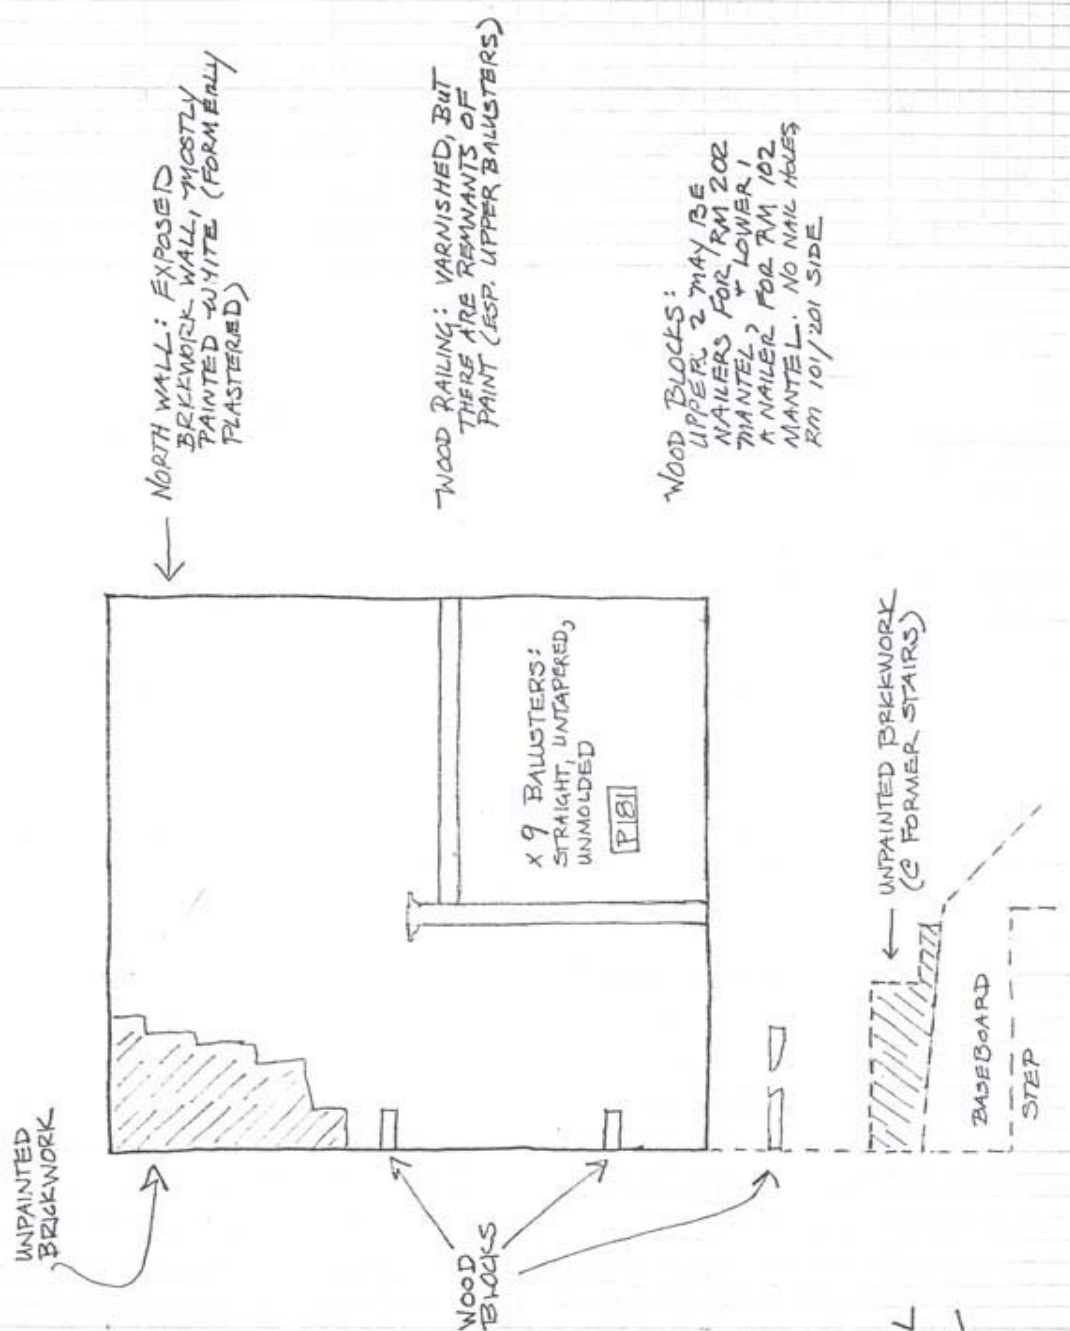 UNPAINTED
BRICKWORK
NORTH WALL: EXPOSED
BRICKWORK WALL, MOSTLY
PAINTED WHITE (FORMERLY
PLASTERED)
WOOD RAILING: VARNISHED, BUT
THERE ARE REMNANTS OF
PAINT (ESP. UPPER BALUSTERS)
x 9 BALUSTERS:
STRAIGHT, UNTAPERED,
UNMOLDED
P181
WOOD
BLOCKS
WOOD BLOCKS:
UPPER 2 MAY BE
NAILERS FOR RM 202
MANTEL, + LOWER 1
A NAILER FOR RM 102
MANTEL. NO NAIL HOLES
RM 101/201 SIDE
UNPAINTED BRICKWORK
(@ FORMER STAIRS)
BASEBOARD
STEP